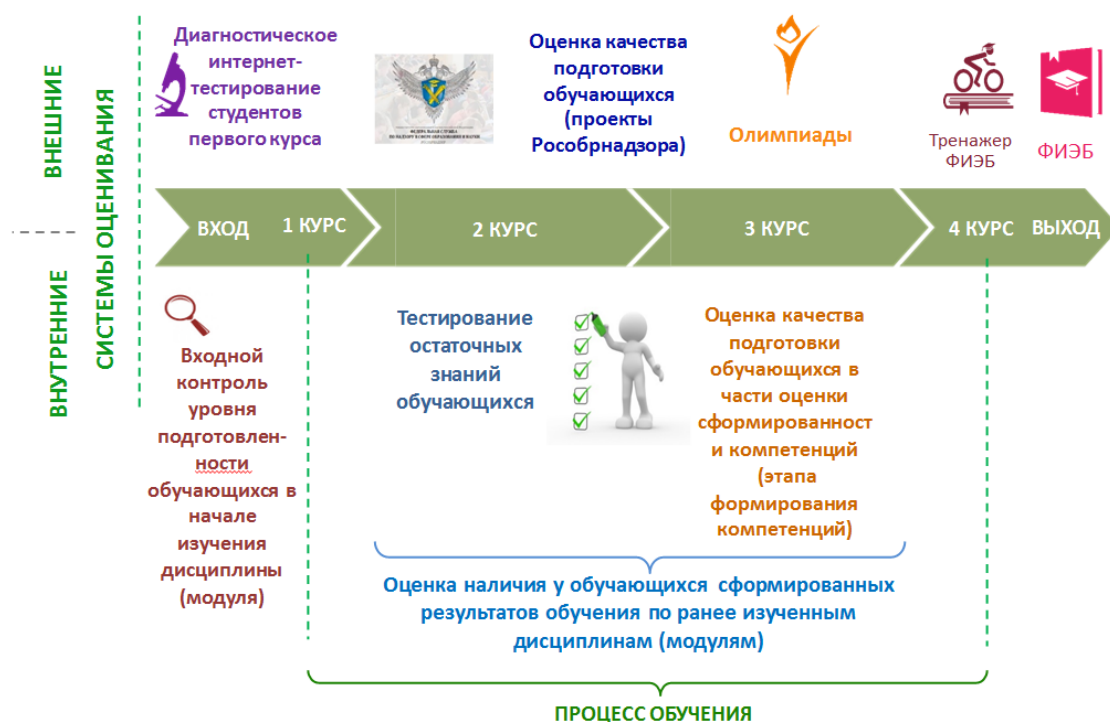 ВНЕШНИЕ
ВНУТРЕННИЕ
СИСТЕМЫ ОЦЕНИВАНИЯ
Диагностическое
интернет-
тестирование
студентов
первого курса
Оценка качества
подготовки
обучающихся
(проекты
Рособрнадзора)
Олимпиады
Тренажер
ФИЭБ
ФИЭБ
ВХОД
1 КУРС
2 КУРС
3 КУРС
4 КУРС
ВЫХОД
Входной
контроль
уровня
подготовлен-
ности
обучающихся в
начале
изучения
дисциплины
(модуля)
Тестирование
остаточных
знаний
обучающихся
Оценка качества
подготовки
обучающихся в
части оценки
сформированност
и компетенций
(этапа
формирования
компетенций)
Оценка наличия у обучающихся сформированных
результатов обучения по ранее изученным
дисциплинам (модулям)
ПРОЦЕСС ОБУЧЕНИЯ